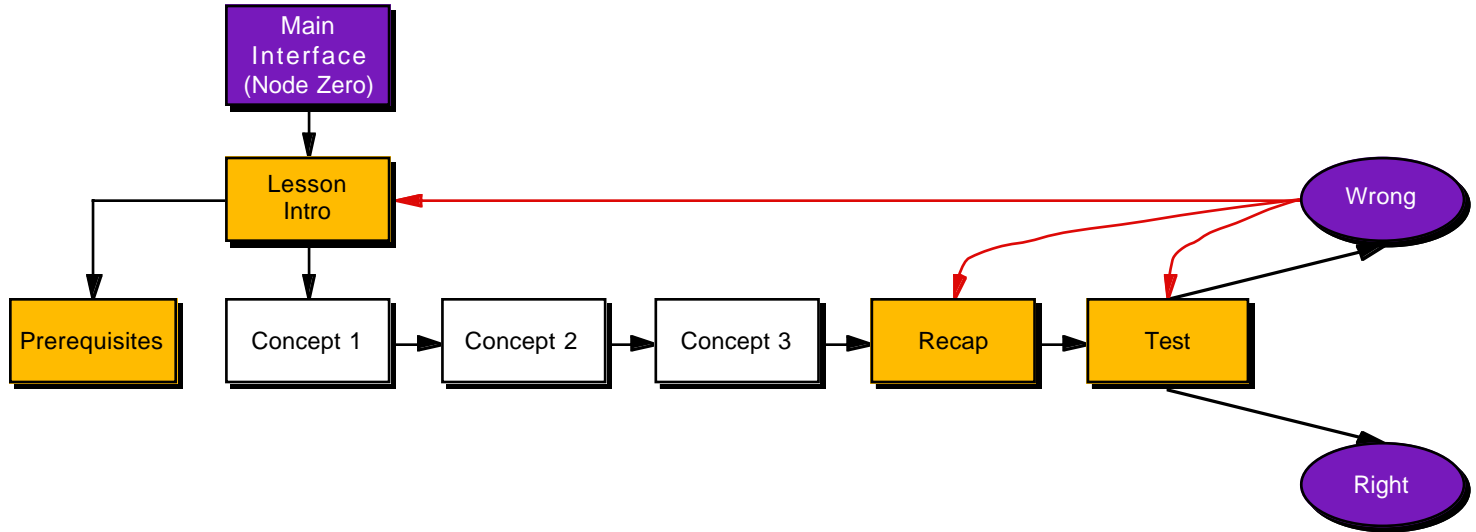 Main
Interface
(Node Zero)
Lesson
Intro
Wrong
Prerequisites
Concept 1
Concept 2
Concept 3
Recap
Test
Right